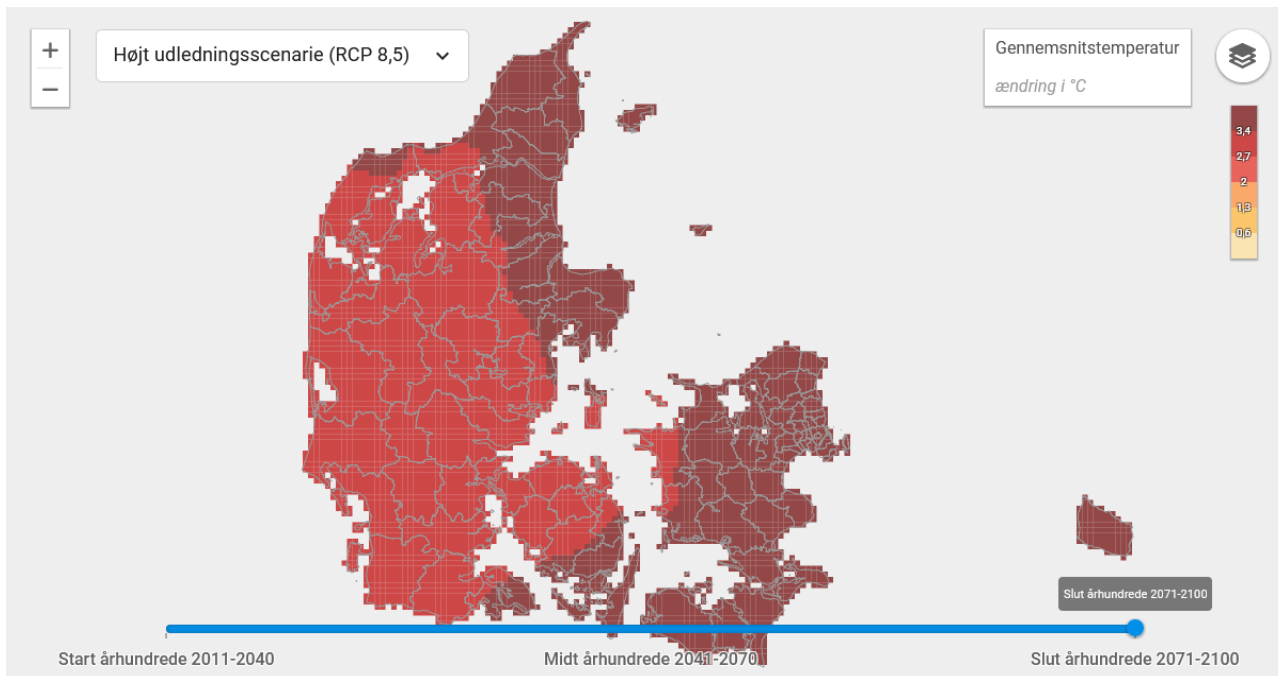 +
−
Højt udledningsscenarie (RCP 8,5)
Gennemsnitstemperatur
ændring i °C
3,4
2,7
2
1,3
0,6
Slut århundrede 2071-2100
Start århundrede 2011-2040
Midt århundrede 2041-2070
Slut århundrede 2071-2100